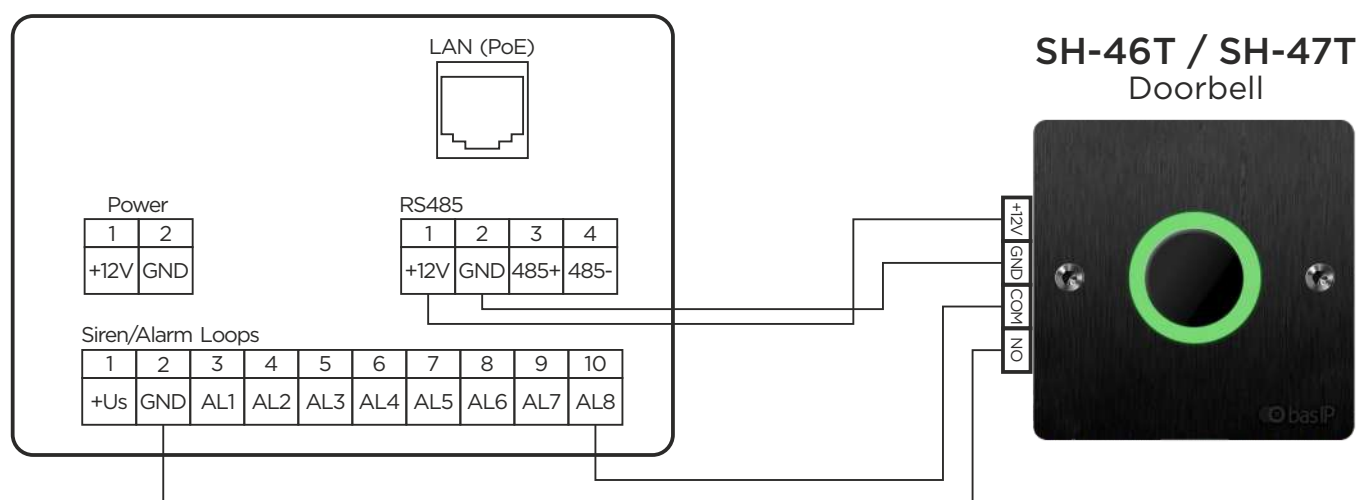 LAN (PoE)
SH-46T / SH-47T
Doorbell
Power
1 2
+12V GND
RS485
1 2 3 4
+12V GND 485+ 485-
+12V
GND
COM
NO
Siren/Alarm Loops
1 2 3 4 5 6 7 8 9 10
+Us GND AL1 AL2 AL3 AL4 AL5 AL6 AL7 AL8
basIP